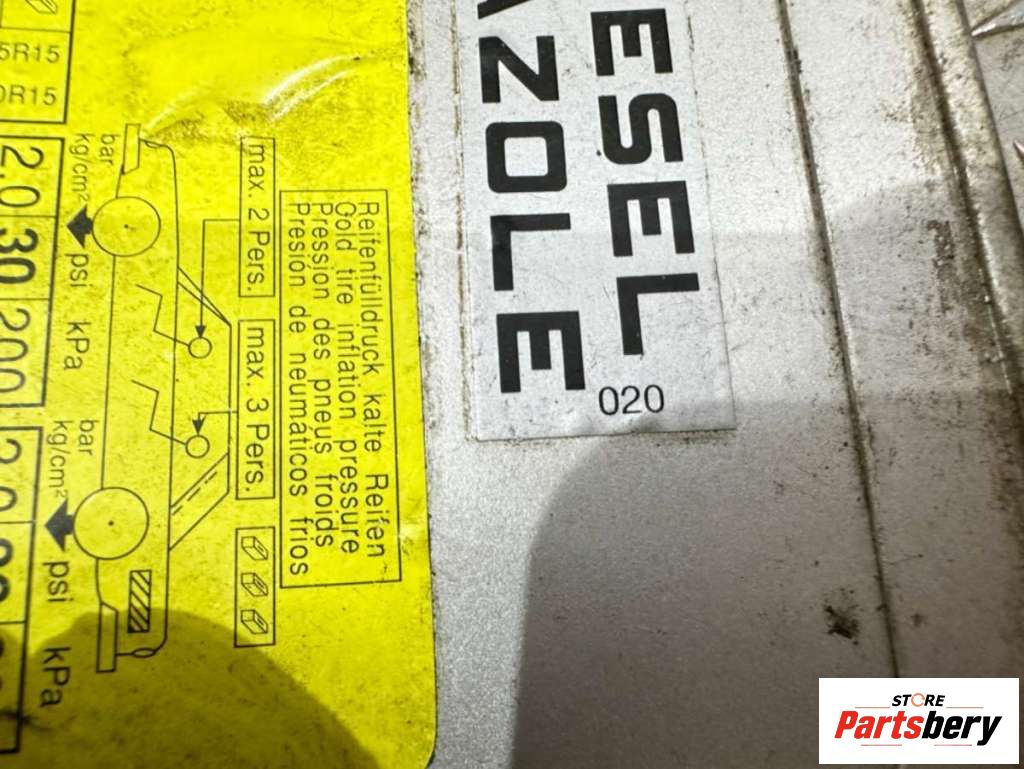 5R15
0R15
bar
kg/cm²
psi
kPa
2.0
30
200
bar
kg/cm²
psi
kPa
max. 2 Pers.
max. 3 Pers.
Reifenfülldruck kalte Reifen
Cold tire inflation pressure
Pression des pneus froids
Presión de neumáticos frios
ESEL
AZOLE
020
STORE
Partsbery